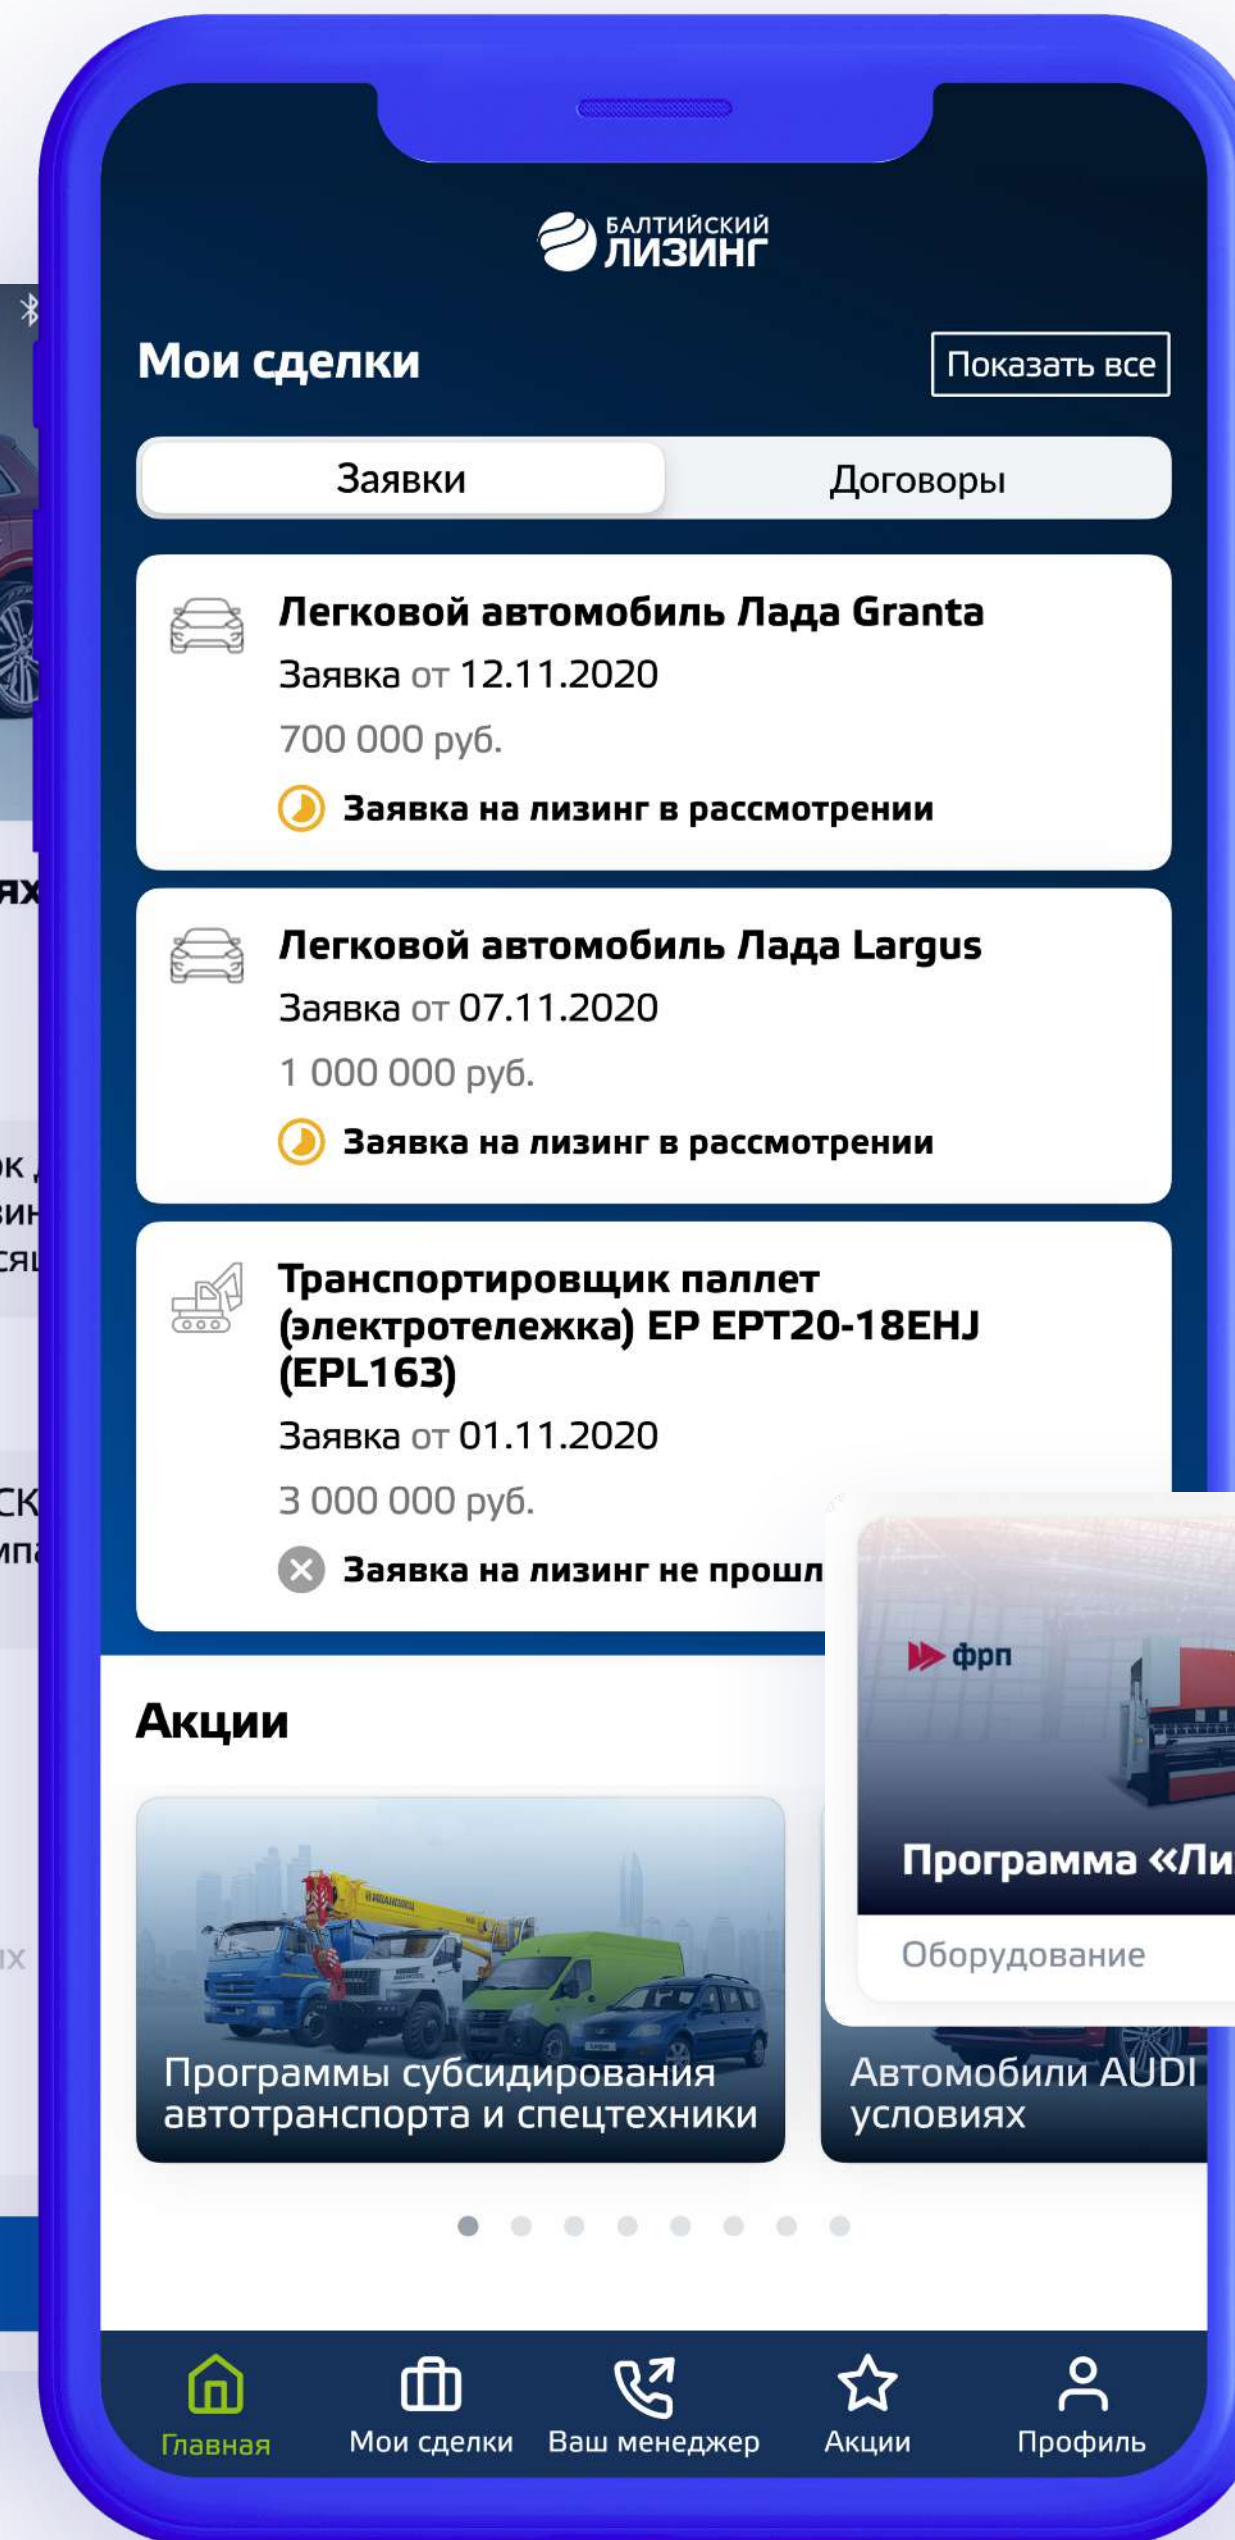 БАЛТИЙСКИЙ
ЛИЗИНГ
Мои сделки
Показать все
Заявки
Договоры
Легковой автомобиль Лада Granta
Заявка от 12.11.2020
700 000 руб.
Заявка на лизинг в рассмотрении
Легковой автомобиль Лада Largus
Заявка от 07.11.2020
1 000 000 руб.
Заявка на лизинг в рассмотрении
Транспортировщик паллет
(электротележка) EP EPT20-18EHJ
(EPL163)
Заявка от 01.11.2020
3 000 000 руб.
Заявка на лизинг не
фрп
Программа
Оборудование
Акции
Программы субсидирования
автотранспорта и спецтехники
Автомобили AUDI
условиях
Главная
Мои сделки
Ваш менеджер
Акции
Профиль